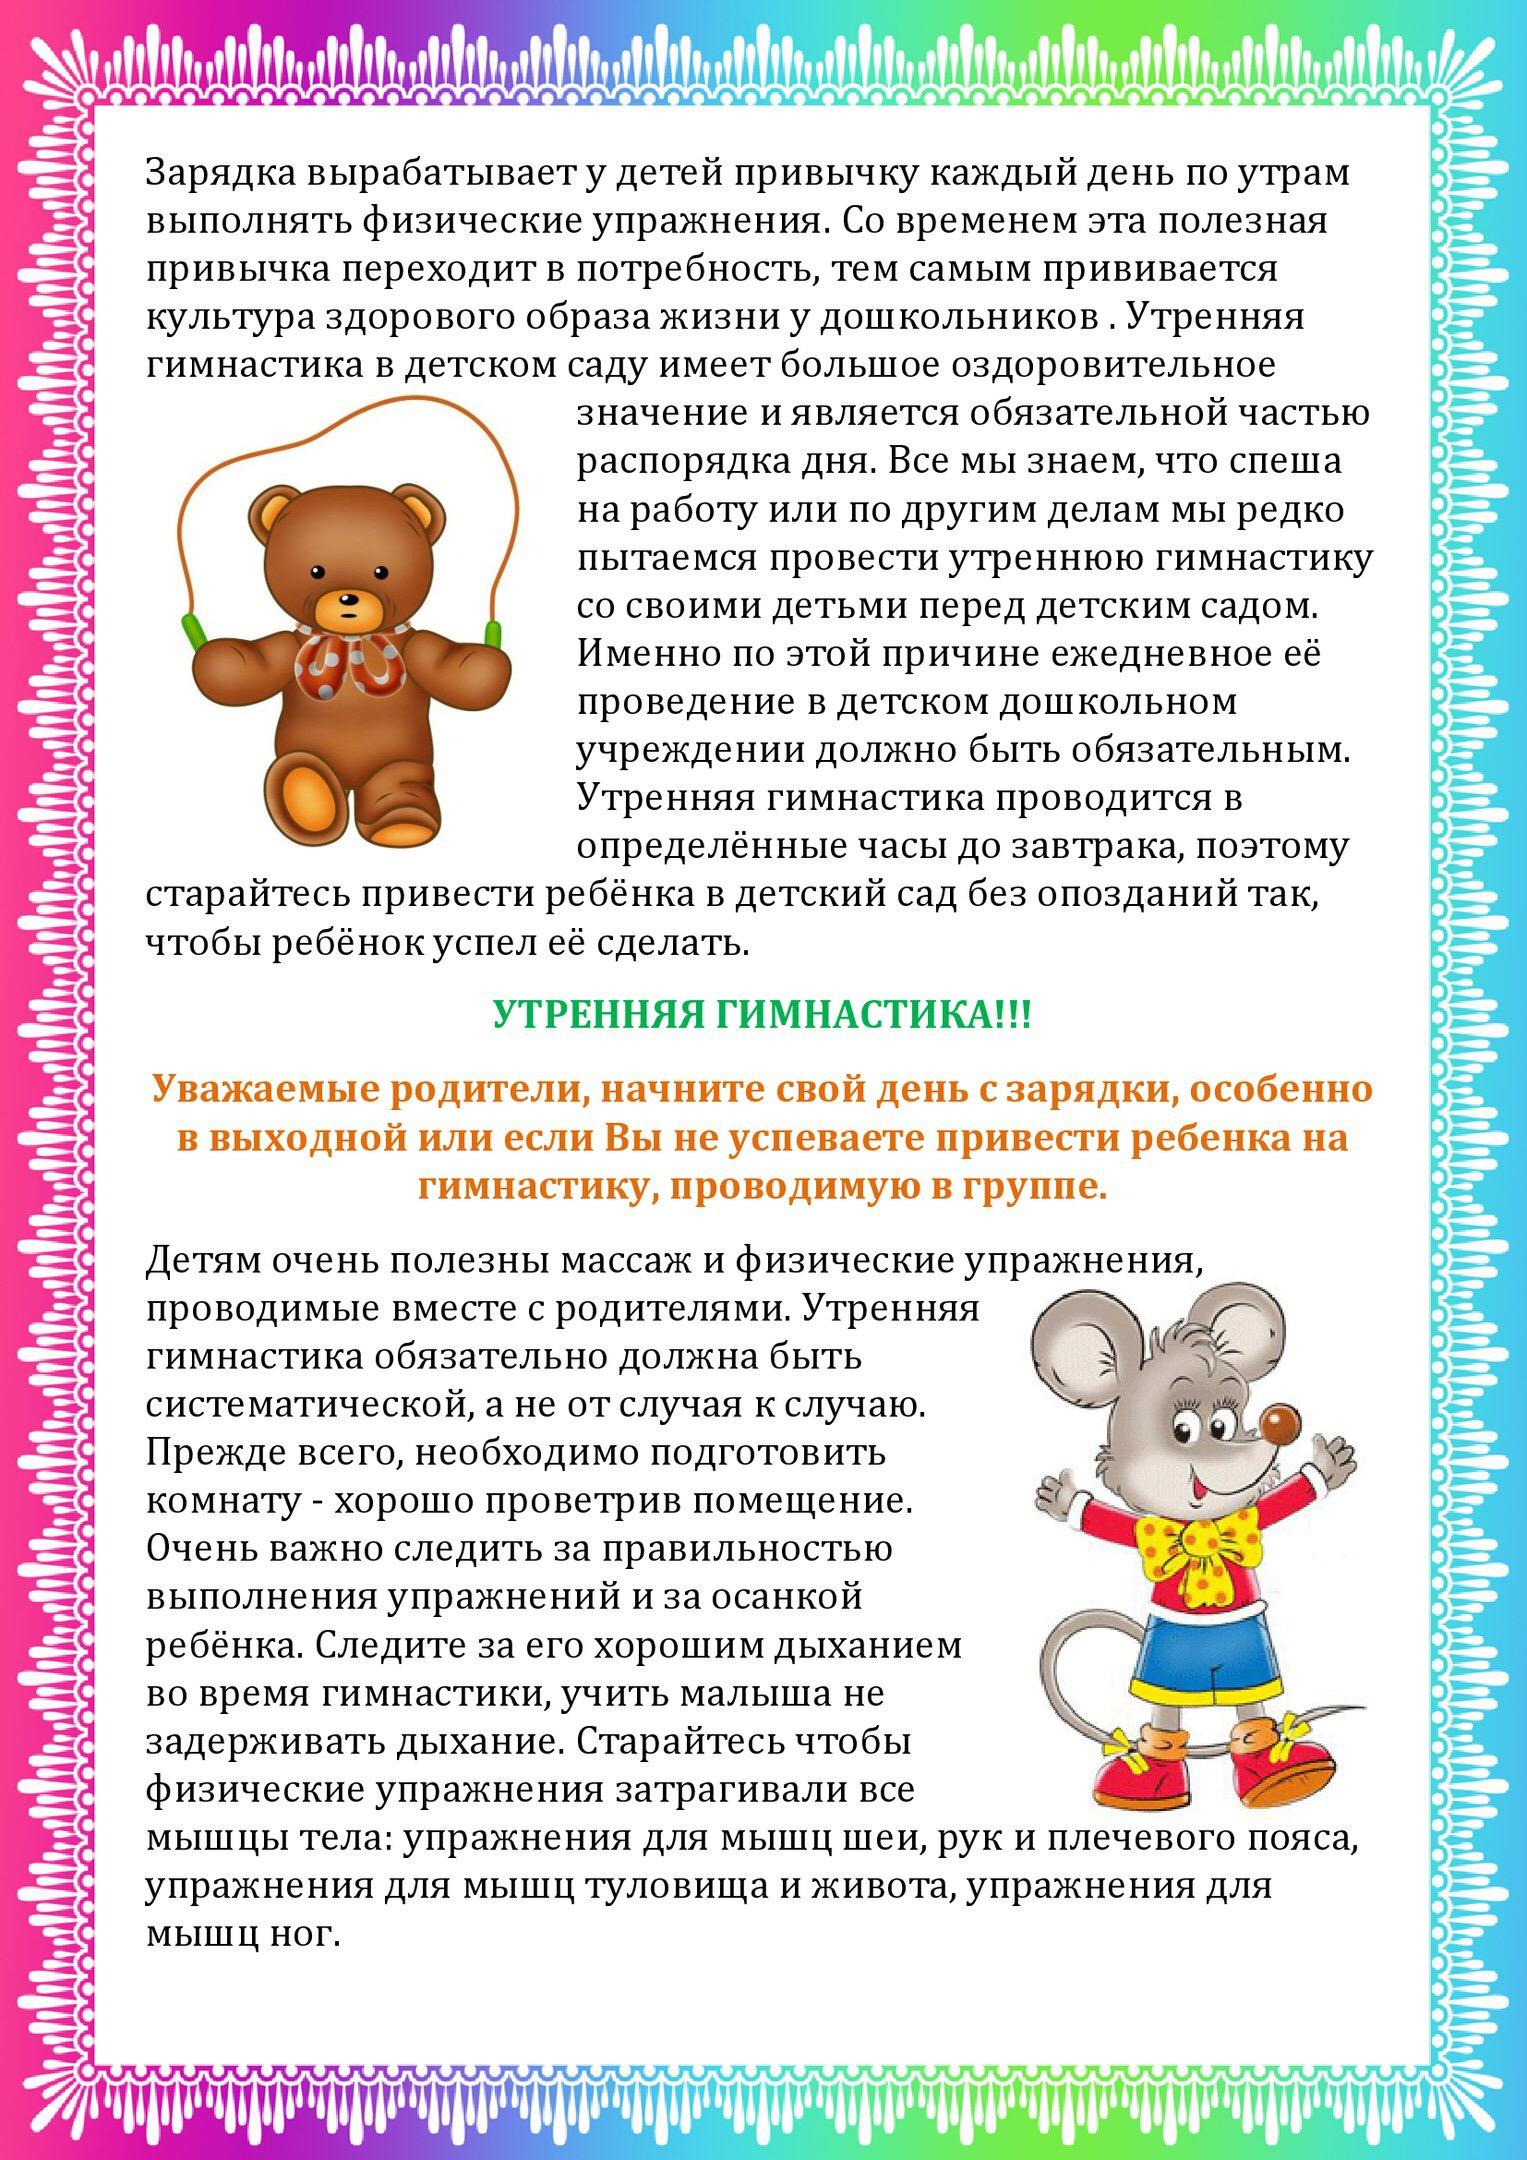 Зарядка вырабатывает у детей привычку каждый день по утрам
выполнять физические упражнения. Со временем эта полезная
привычка переходит в потребность, тем самым прививается
культура здорового образа жизни у дошкольников . Утренняя
гимнастика в детском саду имеет большое оздоровительное
значение и является обязательной частью
распорядка дня. Все мы знаем, что спеша
на работу или по другим делам мы редко
пытаемся провести утреннюю гимнастику
со своими детьми перед детским садом.
Именно по этой причине ежедневное её
проведение в детском дошкольном
учреждении должно быть обязательным.
Утренняя гимнастика проводится в
определённые часы до завтрака, поэтому
старайтесь привести ребёнка в детский сад без опозданий так,
чтобы ребёнок успел её сделать.
УТРЕННЯЯ ГИМНАСТИКА!!!
Уважаемые родители, начните свой день с зарядки, особенно
в выходной или если Вы не успеваете привести ребенка на
гимнастику, проводимую в группе.
Детям очень полезны массаж и физические упражнения,
проводимые вместе с родителями. Утренняя
гимнастика обязательно должна быть
систематической, а не от случая к случаю.
Прежде всего, необходимо подготовить
комнату - хорошо проветрив помещение.
Очень важно следить за правильностью
выполнения упражнений и за осанкой
ребёнка. Следите за его хорошим дыханием
во время гимнастики, учить малыша не
задерживать дыхание. Старайтесь чтобы
физические упражнения затрагивали все
мышцы тела: упражнения для мышц шеи, рук и плечевого пояса,
упражнения для мышц туловища и живота, упражнения для
мышц ног.